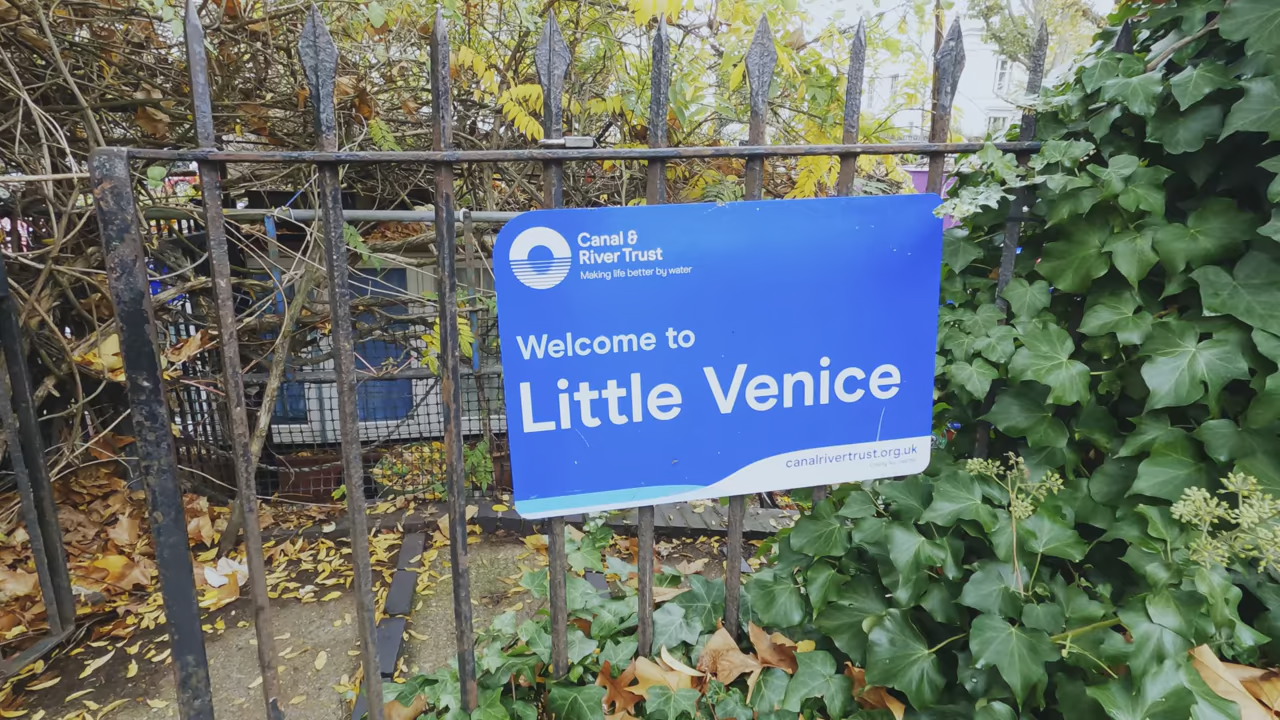 Canal &
River Trust
Making life better by water
Welcome to
Little Venice
canalrivertrust.org.uk